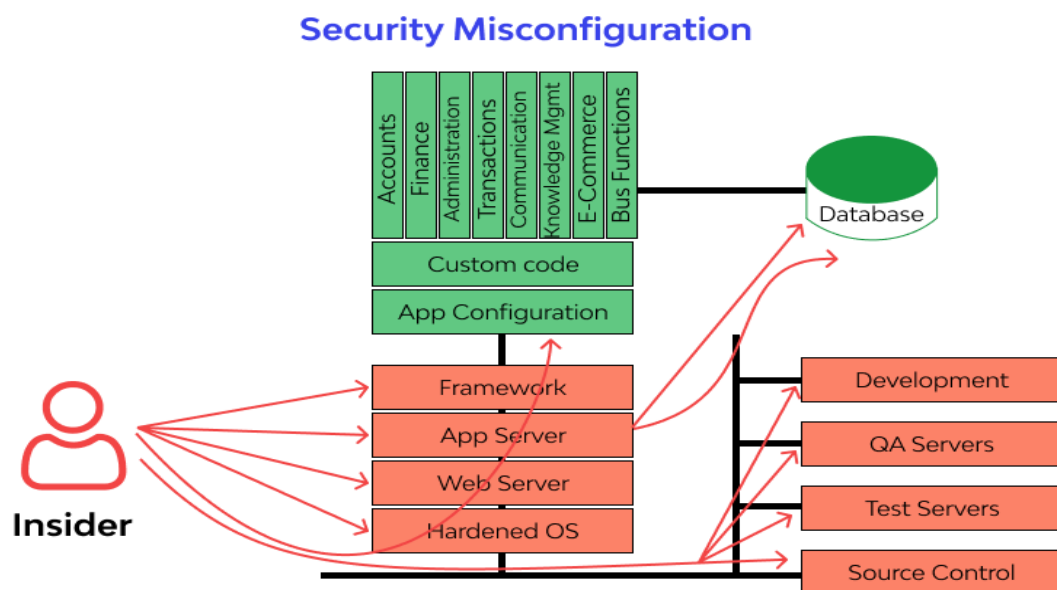 Security Misconfiguration
Accounts
Finance
Administration
Transactions
Communication
Knowledge Mgmt
E-Commerce
Bus Functions
Database
Custom code
App Configuration
Framework
App Server
Web Server
Hardened OS
Insider
Development
QA Servers
Test Servers
Source Control